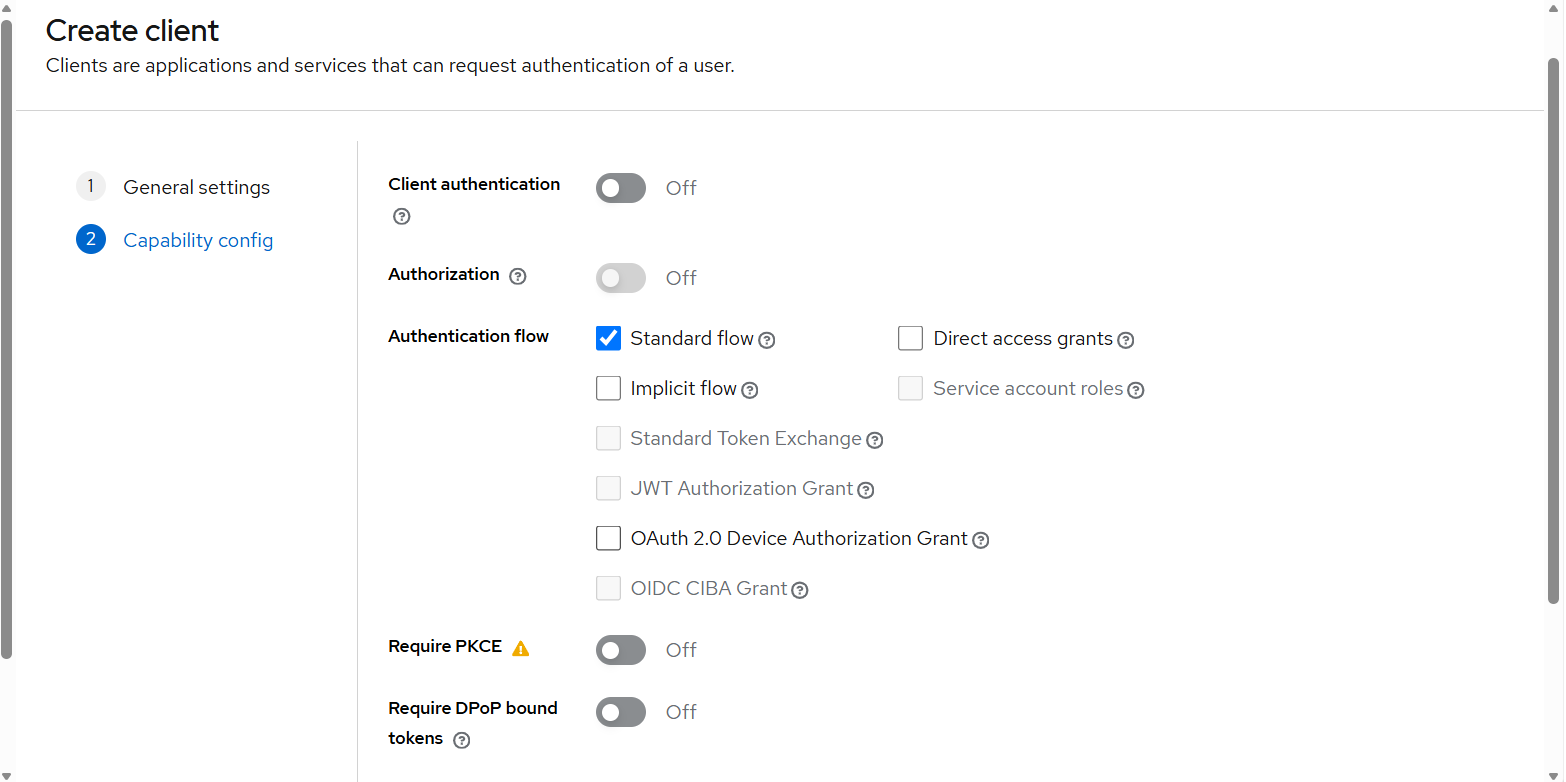 Create client
Clients are applications and services that can request authentication of a user.
1 General settings
2 Capability config
Client authentication
Off
Authorization
Off
Authentication flow
Standard flow
Direct access grants
Implicit flow
Service account roles
Standard Token Exchange
JWT Authorization Grant
OAuth 2.0 Device Authorization Grant
OIDC CIBA Grant
Require PKCE
Off
Require DPoP bound
tokens
Off